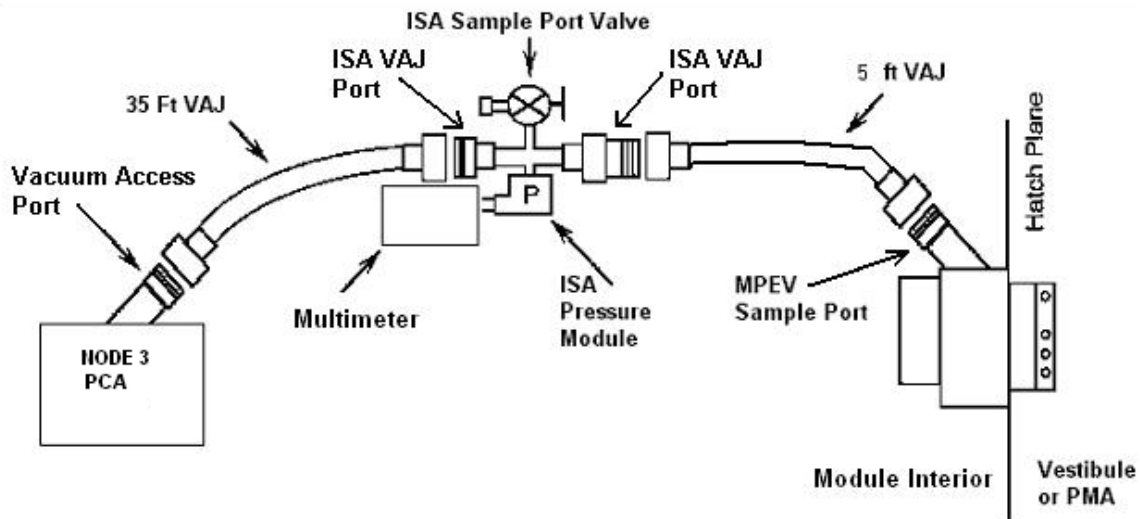 ISA Sample Port Valve
ISA VAJ
Port
ISA VAJ
Port
5 ft VAJ
35 Ft VAJ
Vacuum Access
Port
Hatch Plane
P
MPEV
Sample Port
ISA
Pressure
Module
Multimeter
NODE 3
PCA
Module Interior
Vestibule
or PMA